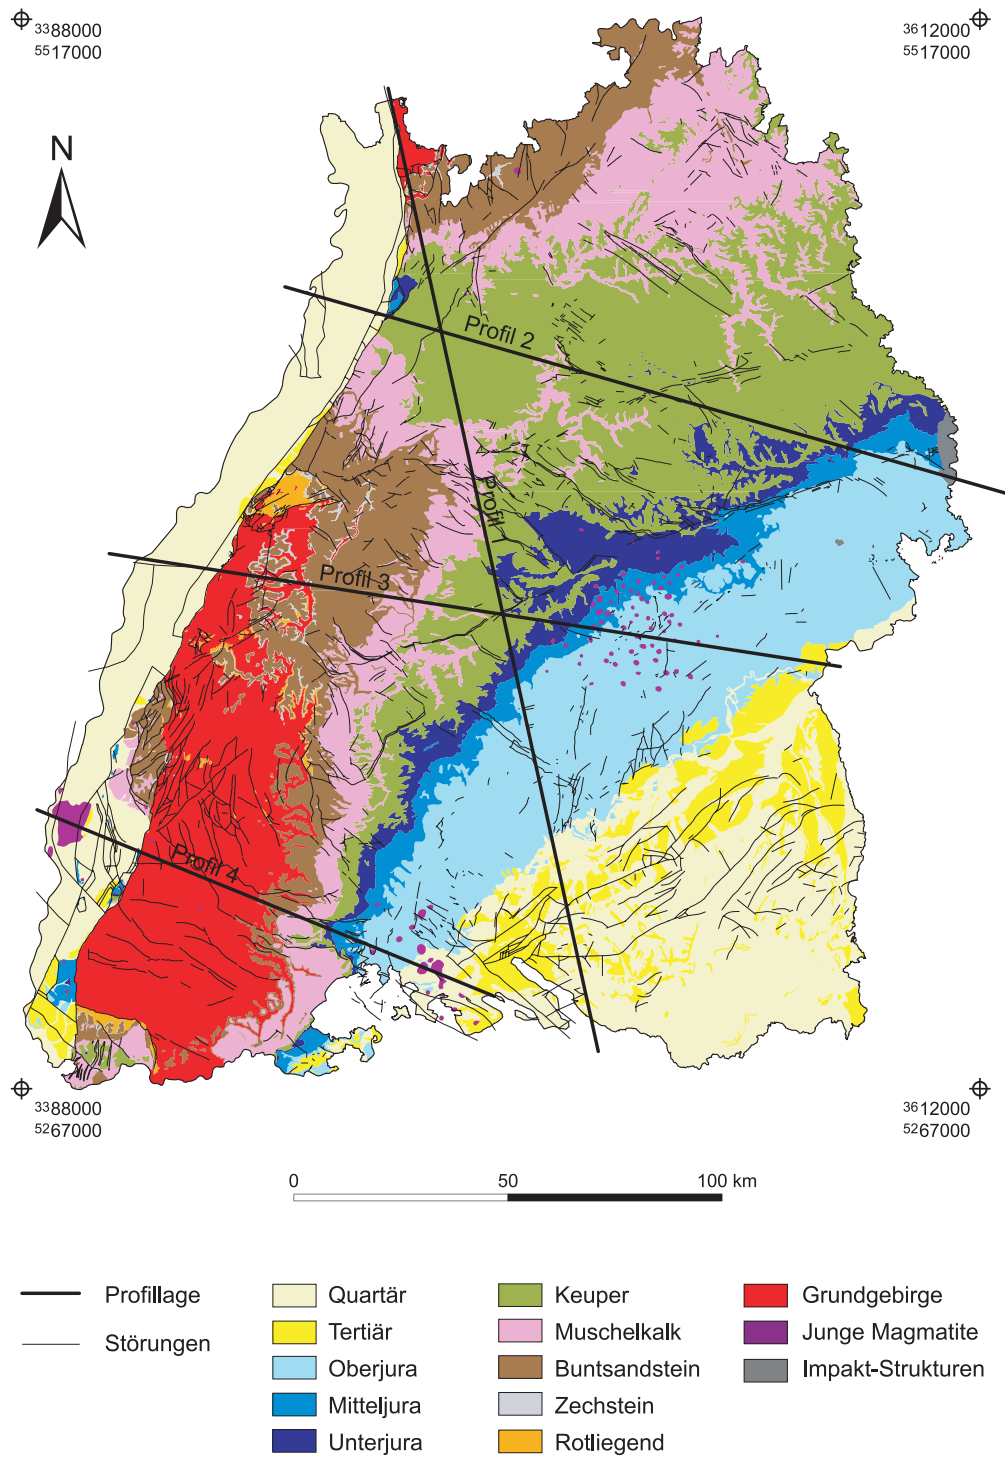 3388000
5517000
3612000
5517000
N
Profil 2
Profil 1
Profil 3
Profil 4
3388000
5267000
3612000
5267000
0 50 100 km
Profillage
Störungen
Quartär
Tertiär
Oberjura
Mitteljura
Unterjura
Keuper
Muschelkalk
Buntsandstein
Zechstein
Rotliegend
Grundgebirge
Junge Magmatite
Impakt-Strukturen